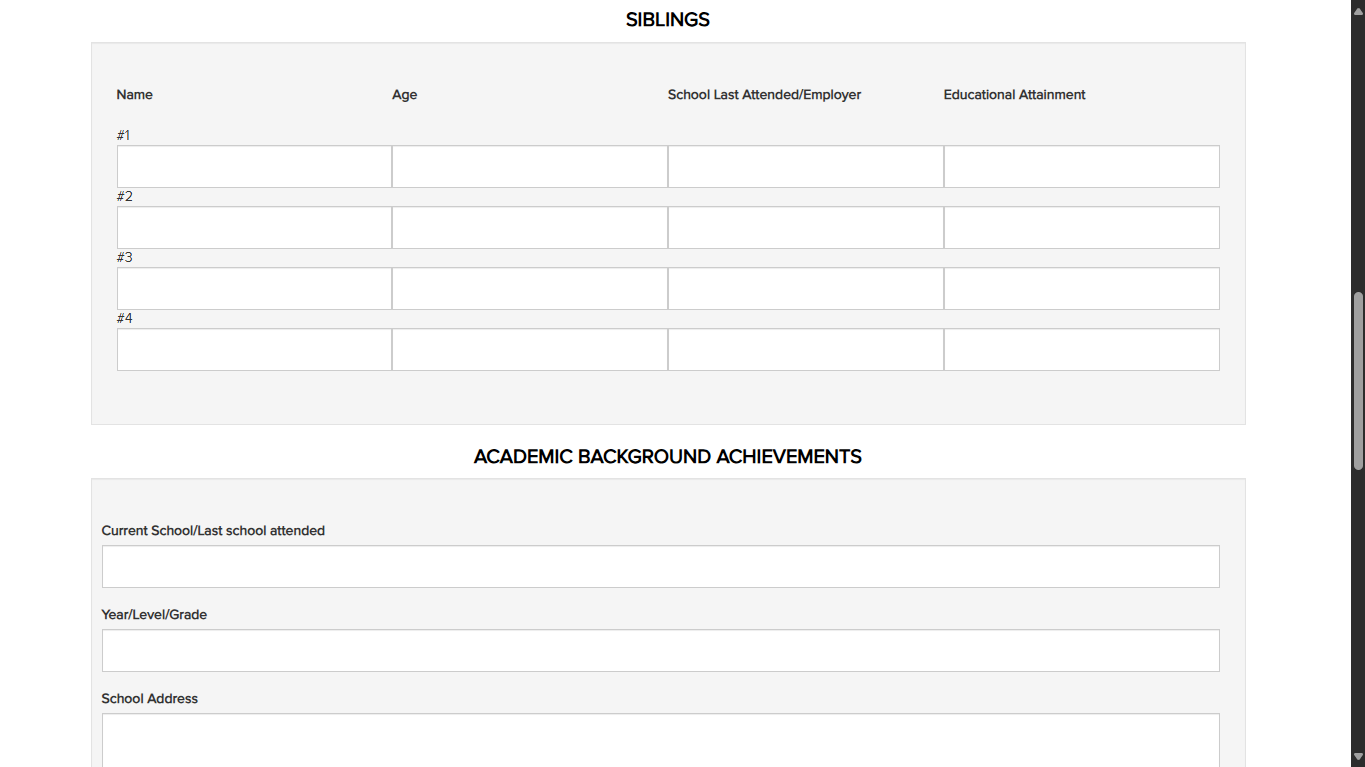 SIBLINGS
Name Age School Last Attended/Employer Educational Attainment
#1
#2
#3
#4
ACADEMIC BACKGROUND ACHIEVEMENTS
Current School/Last school attended
Year/Level/Grade
School Address